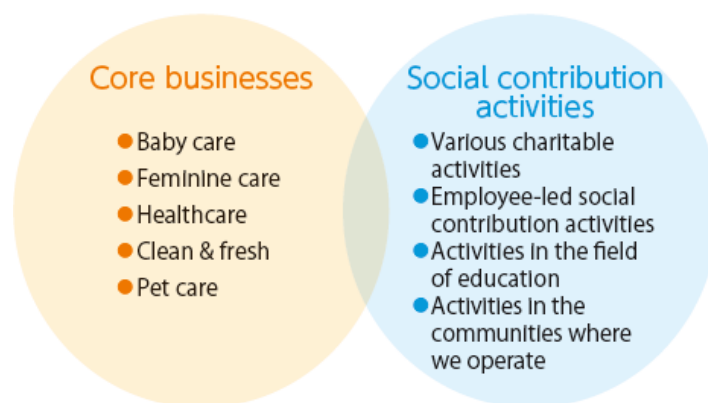 Core businesses
Baby care
Feminine care
Healthcare
Clean & fresh
Pet care
Social contribution
activities
Various charitable
activities
Employee-led social
contribution activities
Activities in the field
of education
Activities in the
communities where
we operate